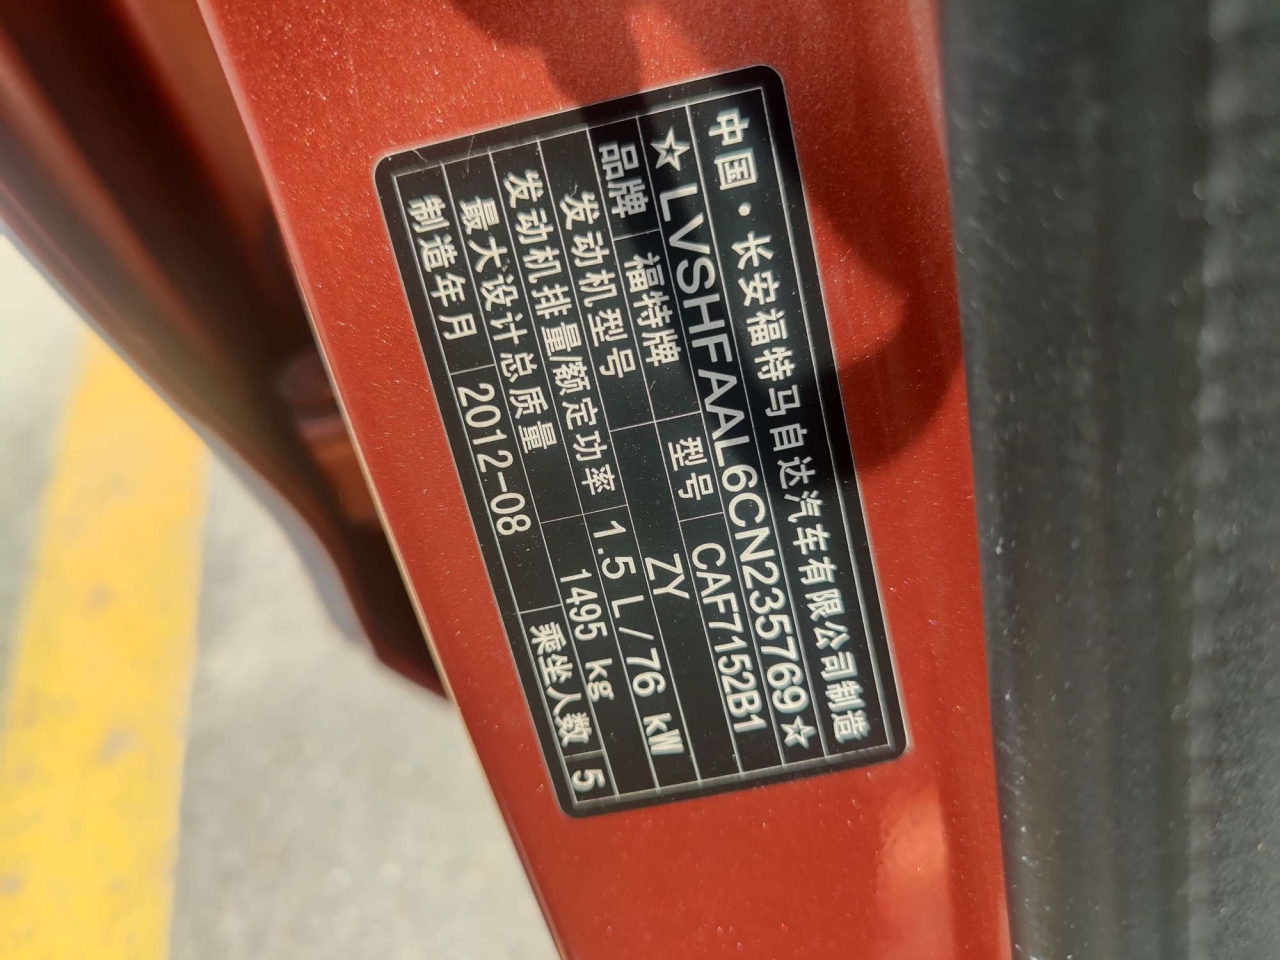 中国·长安福特马自达汽车有限公司制造
☆LVSHFAAL6CN235769☆
品牌 福特牌 型号 CAF7152B1
发动机型号 ZY
发动机排量/额定功率 1.5 L/76 kW
最大设计总质量 1495 kg
制造年月 2012-08 乘坐人数 5